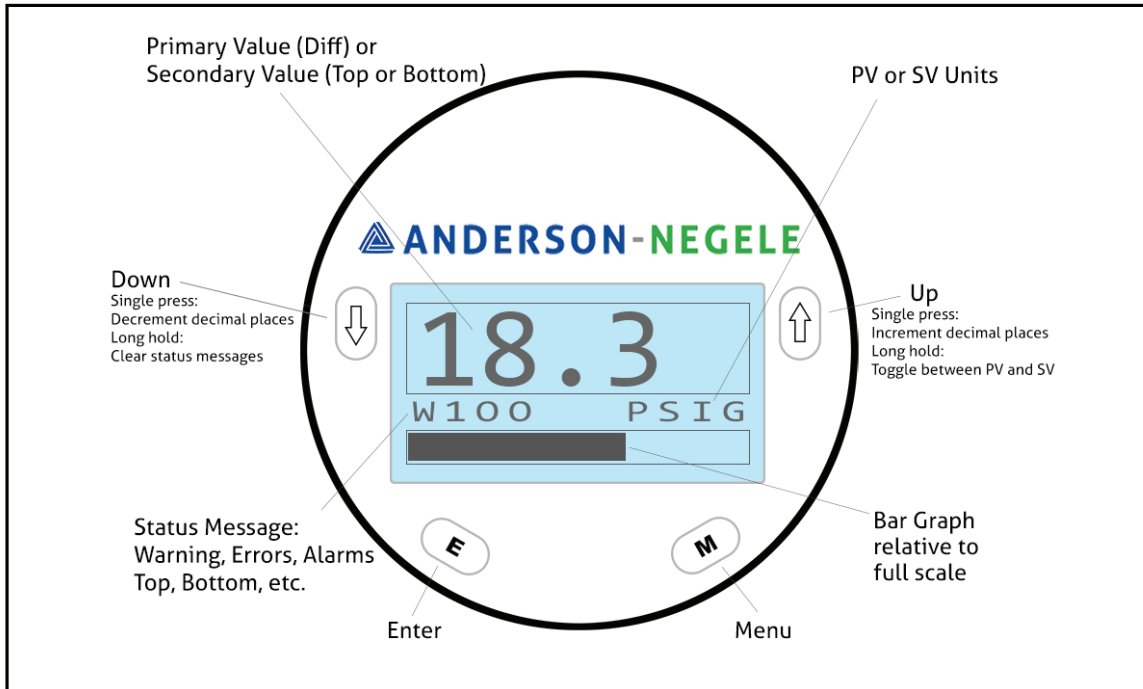 Primary Value (Diff) or
Secondary Value (Top or Bottom)
PV or SV Units
ANDERSON-NEGELE
Down
Single press:
Decrement decimal places
Long hold:
Clear status messages
Up
Single press:
Increment decimal places
Long hold:
Toggle between PV and SV
18.3
W100 PSIG
Status Message:
Warning, Errors, Alarms
Top, Bottom, etc.
E
M
Bar Graph
relative to
full scale
Enter
Menu